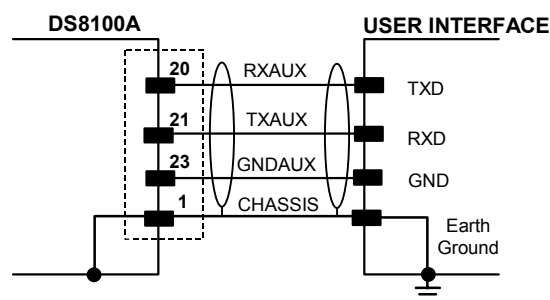 DS8100A
USER INTERFACE
20
RXAUX
TXD
21
TXAUX
RXD
23
GNDAUX
GND
1
CHASSIS
Earth
Ground